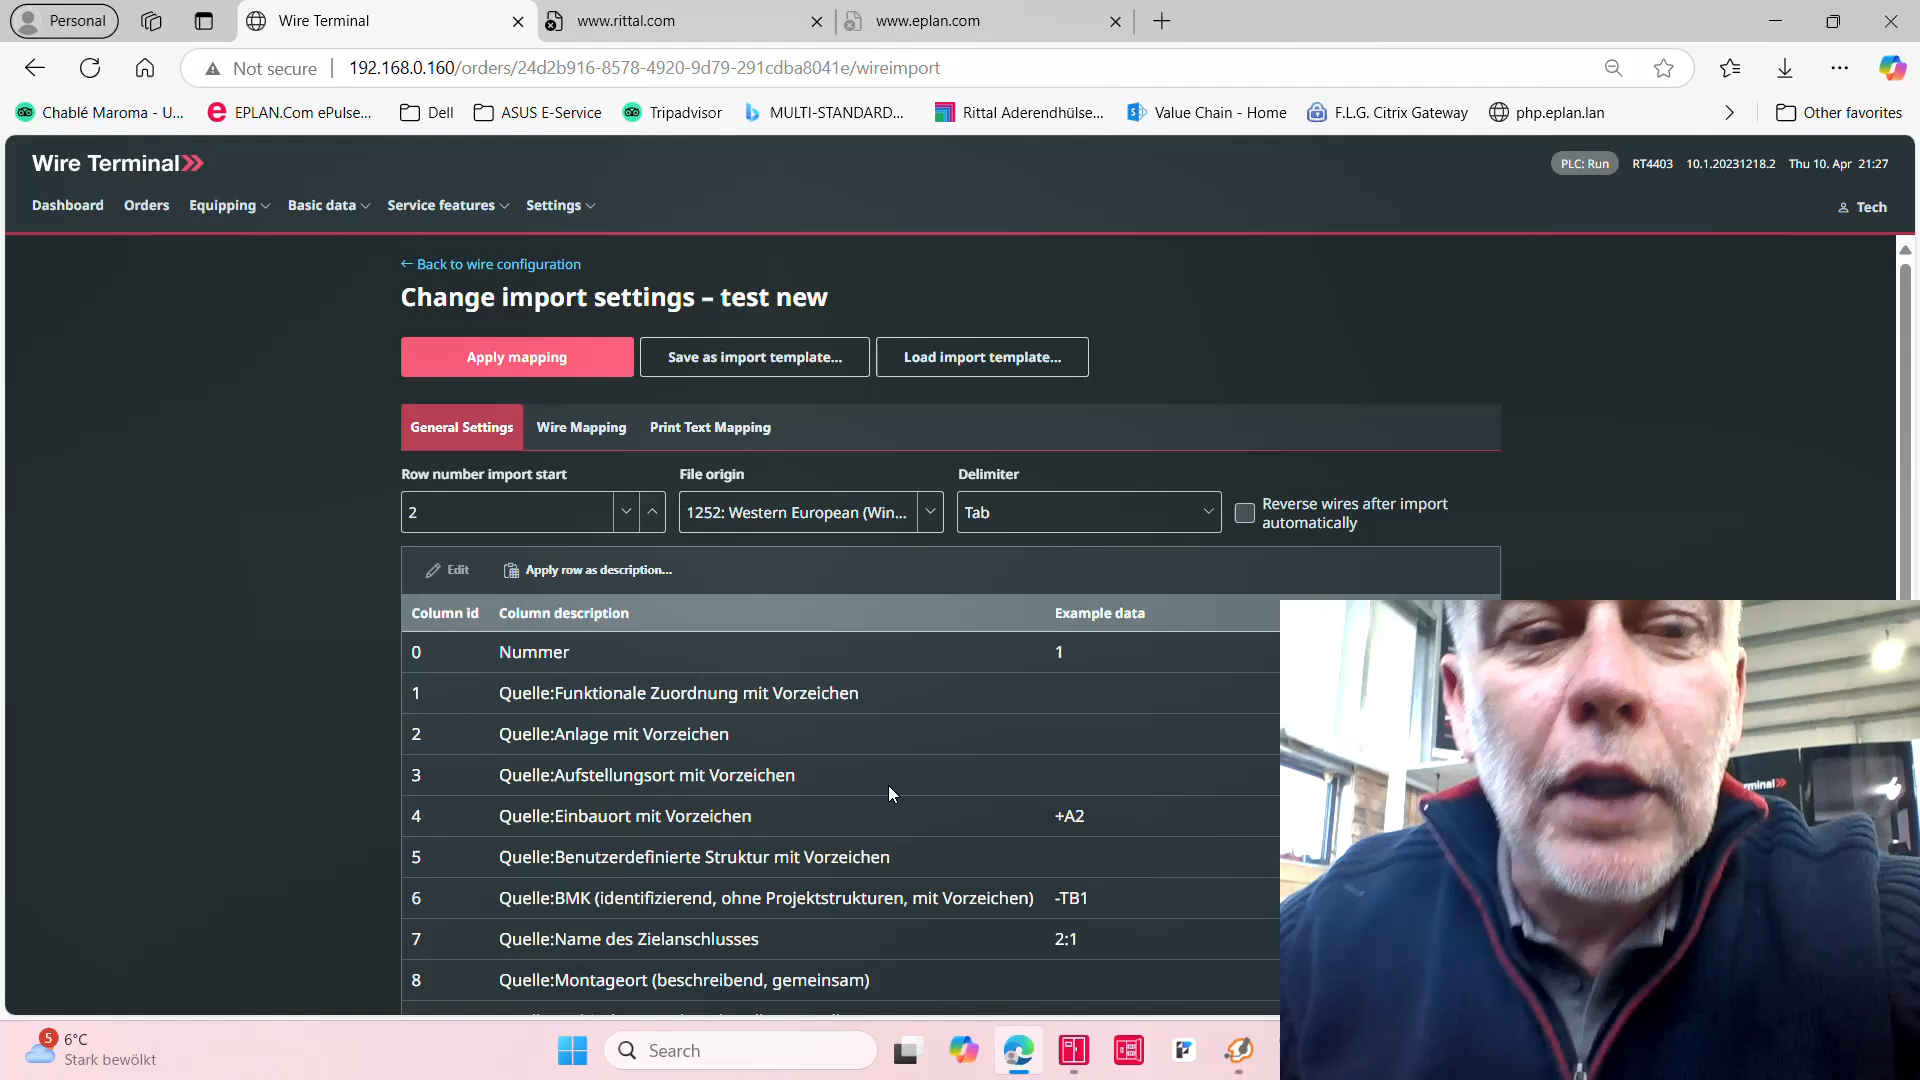 Personal
Wire Terminal
www.rittal.com
www.eplan.com
Not secure
192.168.0.160/orders/24d2b916-8578-4920-9d79-291cdba8041e/wireimport
Chablé Maroma - U...
EPLAN.Com ePulse...
Dell
ASUS E-Service
Tripadvisor
MULTI-STANDARD...
Rittal Aderendhülse...
Value Chain - Home
F.L.G. Citrix Gateway
php.eplan.lan
Other favorites
Wire Terminal
PLC: Run
RT4403
10.1.20231218.2
Thu 10. Apr 21:27
Dashboard
Orders
Equipping
Basic data
Service features
Settings
Tech
← Back to wire configuration
Change import settings – test new
Apply mapping
Save as import template...
Load import template...
General Settings
Wire Mapping
Print Text Mapping
Row number import start
File origin
Delimiter
2
1252: Western European (Win...
Tab
Reverse wires after import
automatically
Edit
Apply row as description...
Column id
Column description
Example data
0
Nummer
1
1
Quelle:Funktionale Zuordnung mit Vorzeichen
2
Quelle:Anlage mit Vorzeichen
3
Quelle:Aufstellungsort mit Vorzeichen
4
Quelle:Einbauort mit Vorzeichen
+A2
5
Quelle:Benutzerdefinierte Struktur mit Vorzeichen
6
Quelle:BMK (identifizierend, ohne Projektstrukturen, mit Vorzeichen)
-TB1
7
Quelle:Name des Zielanschlusses
2:1
8
Quelle:Montageort (beschreibend, gemeinsam)
5
6°C
Stark bewölkt
Search